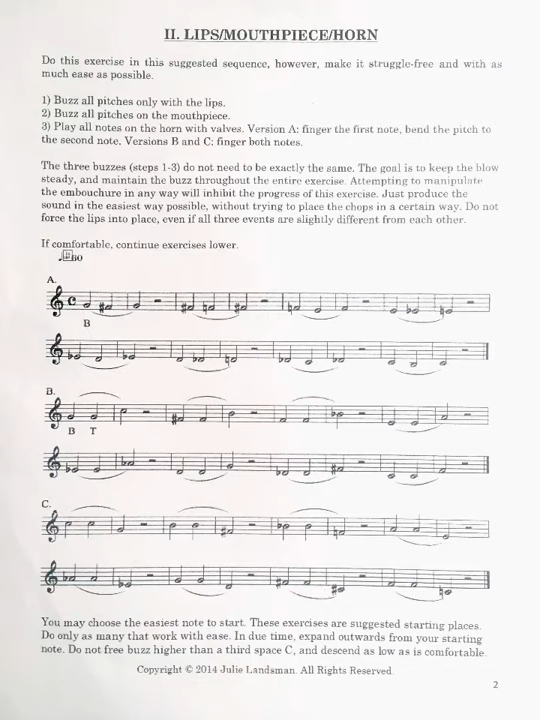 II. LIPS/MOUTHPIECE/HORN
Do this exercise in this suggested sequence, however, make it struggle-free and with as
much ease as possible.
1) Buzz all pitches only with the lips.
2) Buzz all pitches on the mouthpiece.
3) Play all notes on the horn with valves. Version A: finger the first note, bend the pitch to
the second note. Versions B and C: finger both notes.
The three buzzes (steps 1-3) do not need to be exactly the same. The goal is to keep the blow
steady, and maintain the buzz throughout the entire exercise. Attempting to manipulate
the embouchure in any way will inhibit the progress of this exercise. Just produce the
sound in the easiest way possible, without trying to place the chops in a certain way. Do not
force the lips into place, even if all three events are slightly different from each other.
If comfortable, continue exercises lower.
A.
B
B.
B T
C.
You may choose the easiest note to start. These exercises are suggested starting places.
Do only as many that work with ease. In due time, expand outwards from your starting
note. Do not free buzz higher than a third space C, and descend as low as is comfortable.
Copyright © 2014 Julie Landsman. All Rights Reserved.
2